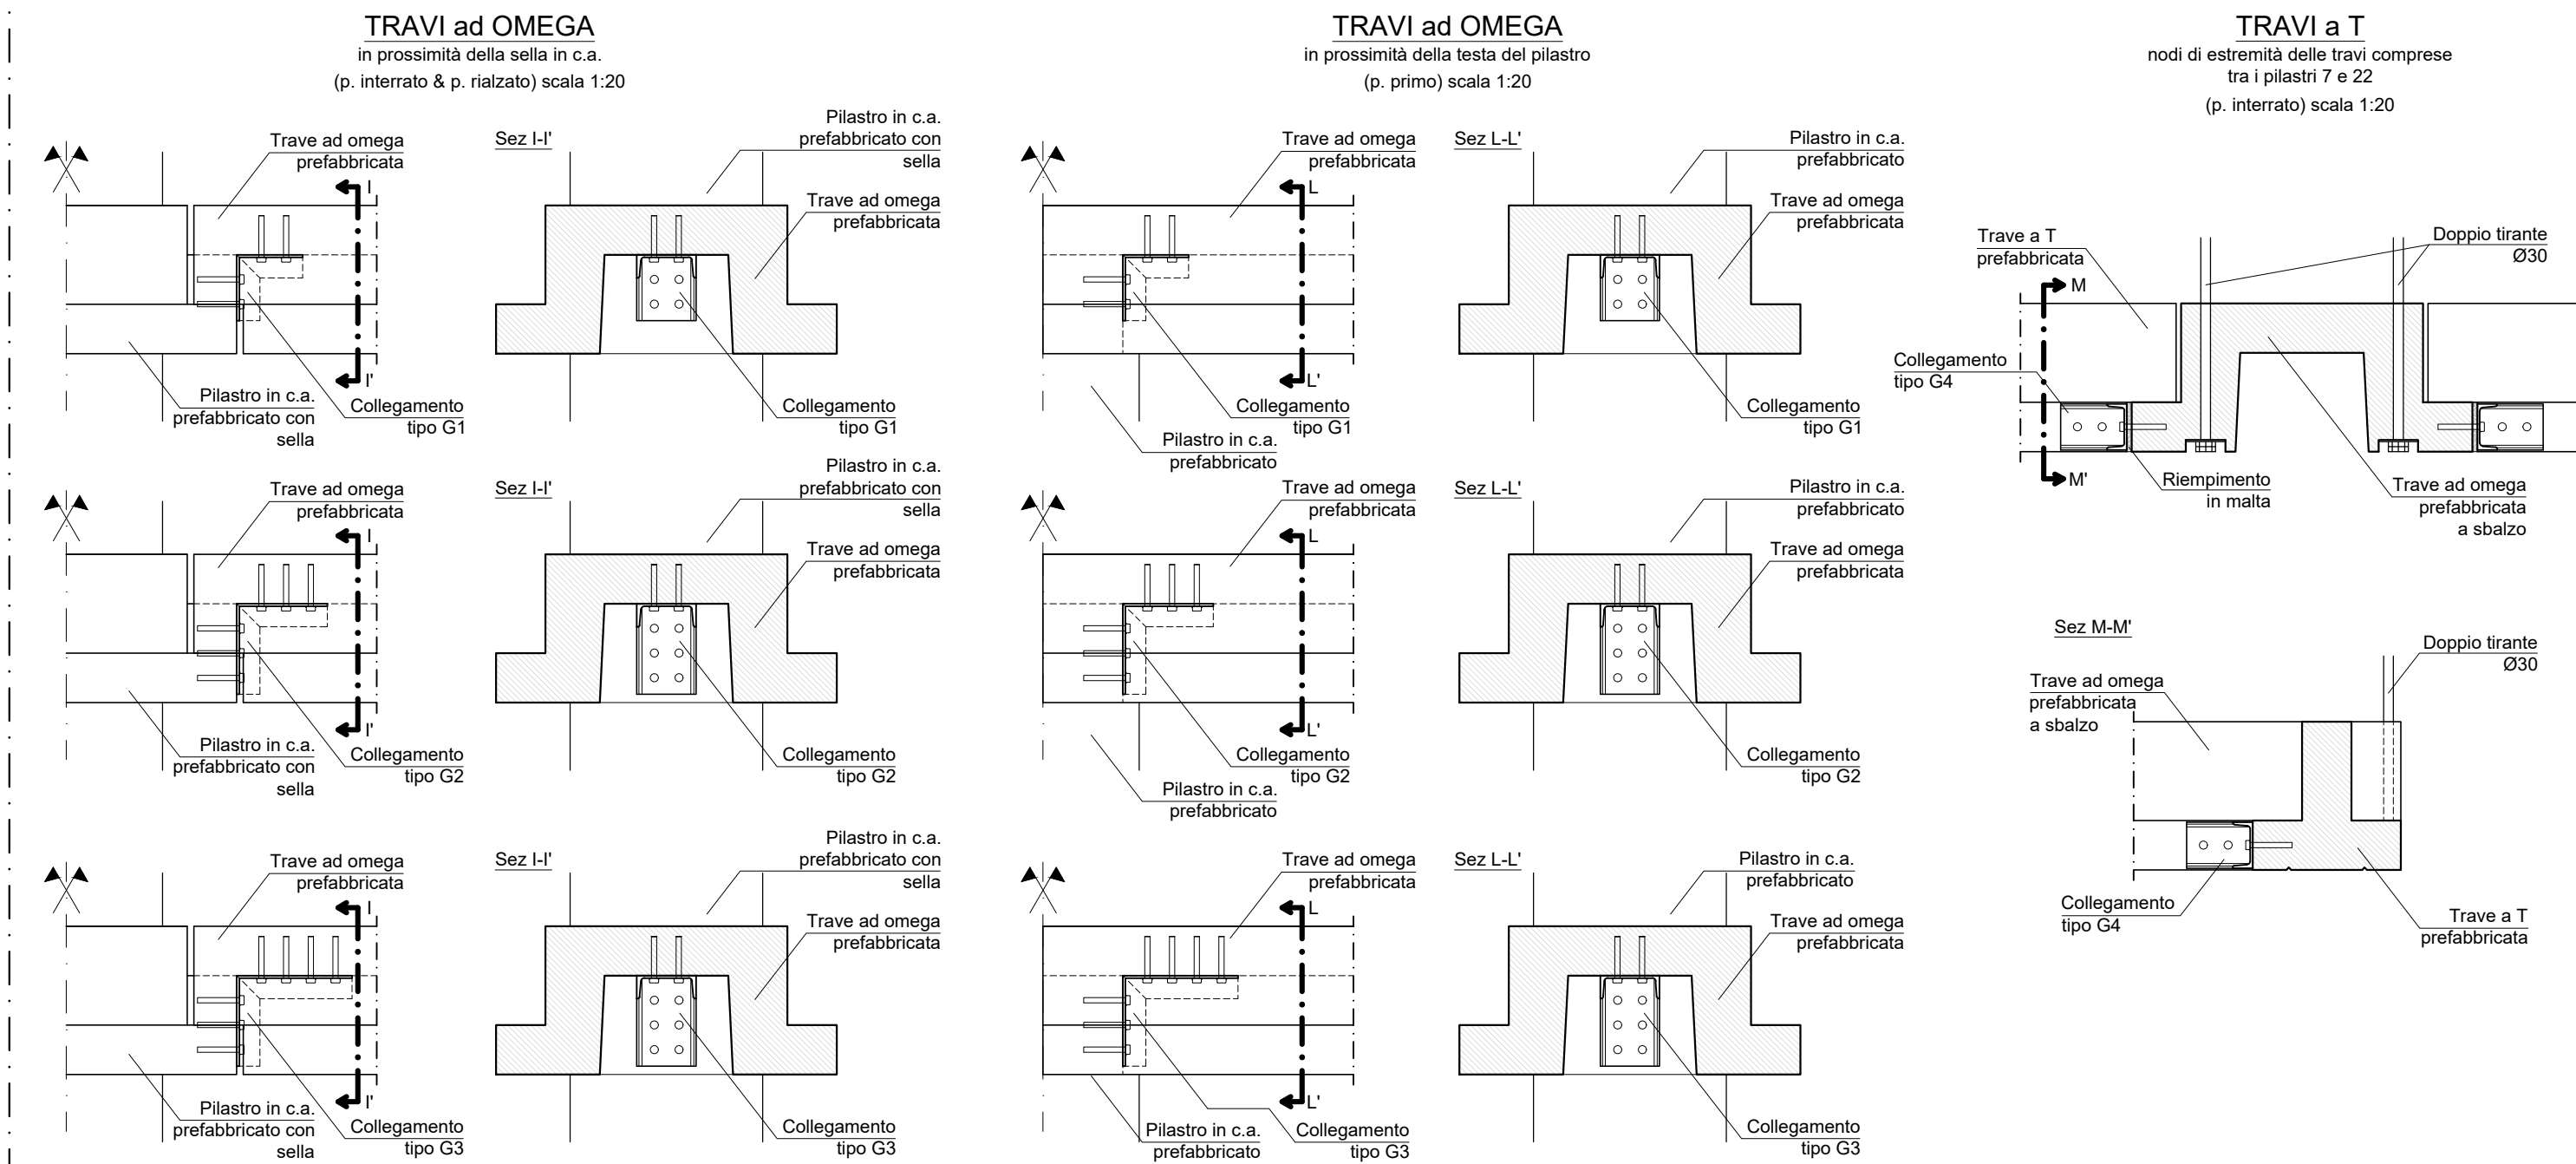 TRAVI ad OMEGA
in prossimità della sella in c.a.
(p. interrato & p. rialzato) scala 1:20
Trave ad omega
prefabbricata
I
I'
Pilastro in c.a.
prefabbricato con
sella
Collegamento
tipo G1
Sez I-I'
Pilastro in c.a.
prefabbricato con
sella
Trave ad omega
prefabbricata
Collegamento
tipo G1
Trave ad omega
prefabbricata
I
I'
Pilastro in c.a.
prefabbricato con
sella
Collegamento
tipo G2
Sez I-I'
Pilastro in c.a.
prefabbricato con
sella
Trave ad omega
prefabbricata
Collegamento
tipo G2
Trave ad omega
prefabbricata
I
I'
Pilastro in c.a.
prefabbricato con
sella
Collegamento
tipo G3
Sez I-I'
Pilastro in c.a.
prefabbricato con
sella
Trave ad omega
prefabbricata
Collegamento
tipo G3
TRAVI ad OMEGA
in prossimità della testa del pilastro
(p. primo) scala 1:20
Trave ad omega
prefabbricata
L
L'
Collegamento
tipo G1
Pilastro in c.a.
prefabbricato
Sez L-L'
Pilastro in c.a.
prefabbricato
Trave ad omega
prefabbricata
Collegamento
tipo G1
Trave ad omega
prefabbricata
L
L'
Collegamento
tipo G2
Pilastro in c.a.
prefabbricato
Sez L-L'
Pilastro in c.a.
prefabbricato
Trave ad omega
prefabbricata
Collegamento
tipo G2
Trave ad omega
prefabbricata
L
L'
Pilastro in c.a.
prefabbricato
Collegamento
tipo G3
Sez L-L'
Pilastro in c.a.
prefabbricato
Trave ad omega
prefabbricata
Collegamento
tipo G3
TRAVI a T
nodi di estremità delle travi comprese
tra i pilastri 7 e 22
(p. interrato) scala 1:20
Trave a T
prefabbricata
Doppio tirante
Ø30
M
Collegamento
tipo G4
M'
Riempimento
in malta
Trave ad omega
prefabbricata
a sbalzo
Sez M-M'
Doppio tirante
Ø30
Trave ad omega
prefabbricata
a sbalzo
Collegamento
tipo G4
Trave a T
prefabbricata